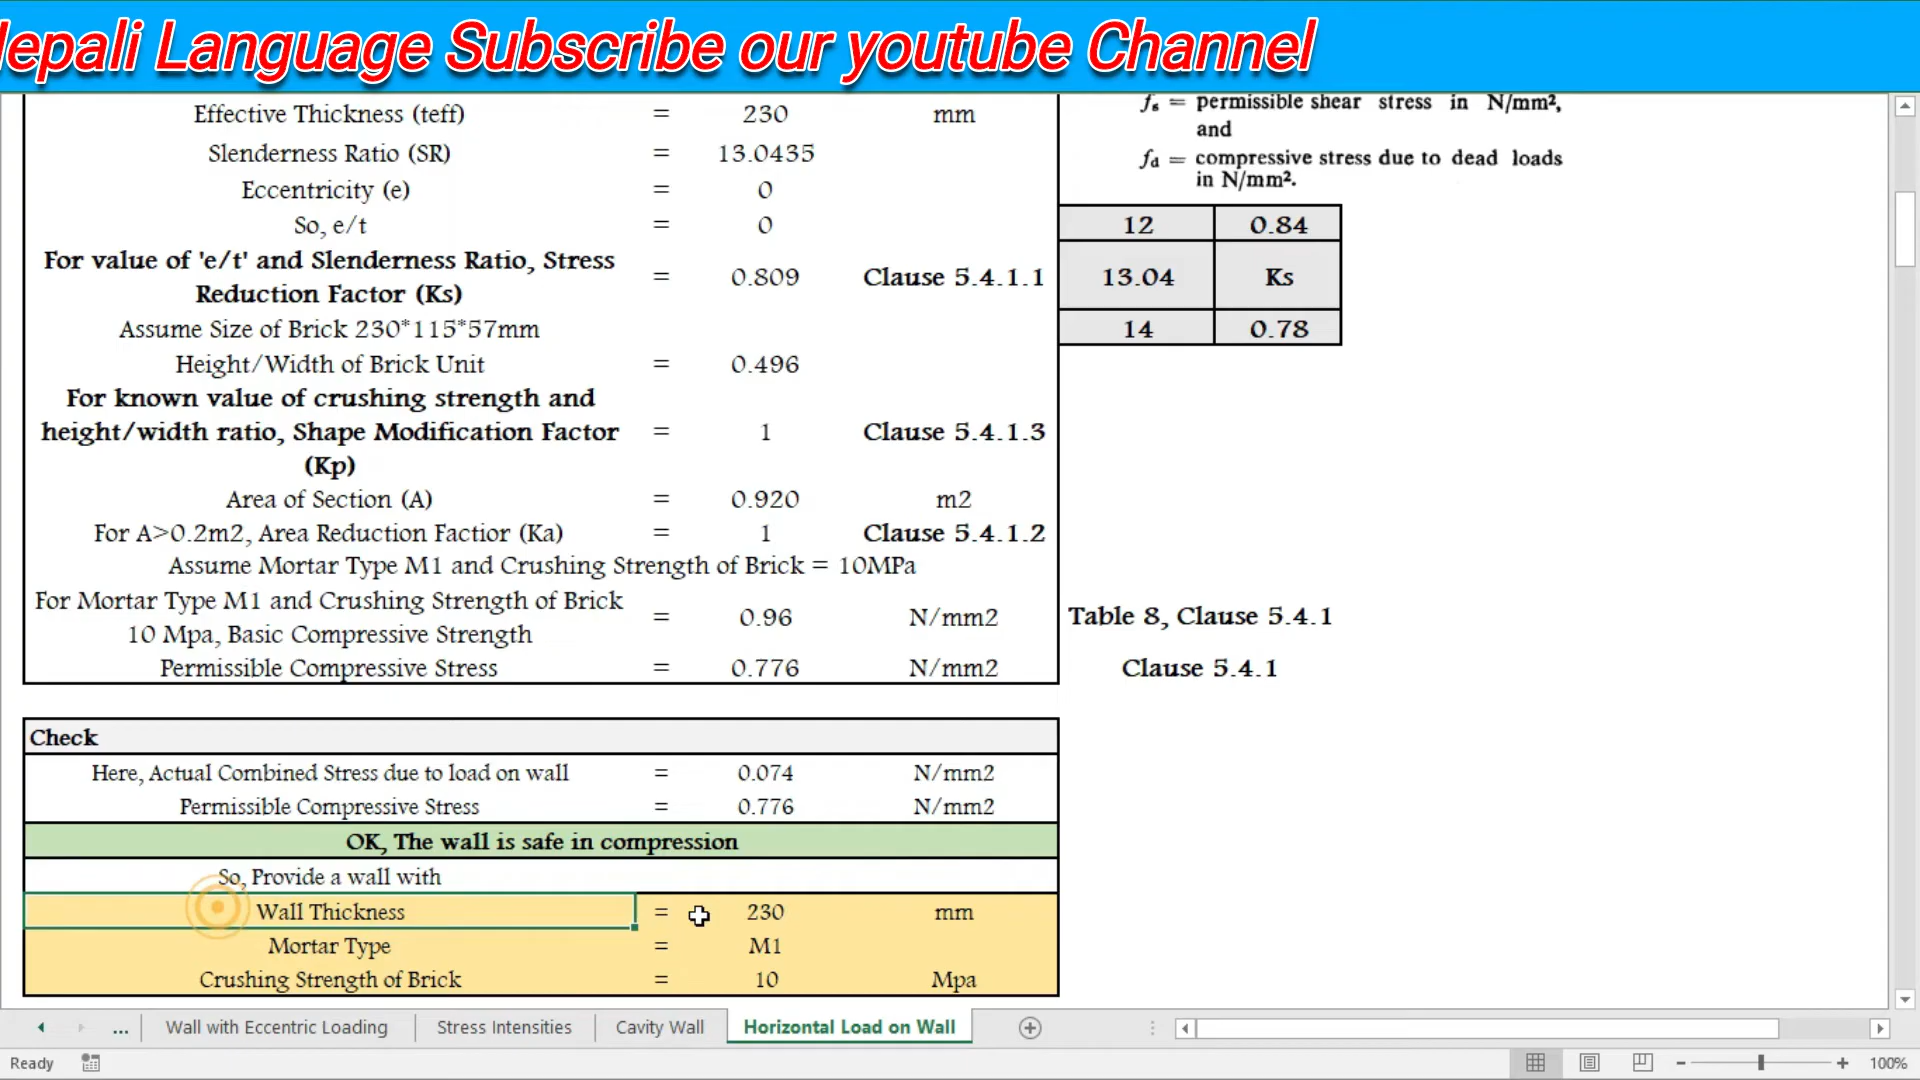 epali Language Subscribe our youtube Channel
Effective Thickness (teff) = 230 mm
Slenderness Ratio (SR) = 13.0435
Eccentricity (e) = 0
So, e/t = 0
For value of 'e/t' and Slenderness Ratio, Stress
Reduction Factor (Ks) = 0.809 Clause 5.4.1.1
Assume Size of Brick 230*115*57mm
Height/Width of Brick Unit = 0.496
For known value of crushing strength and
height/width ratio, Shape Modification Factor = 1 Clause 5.4.1.3
(Kp)
Area of Section (A) = 0.920 m2
For A>0.2m2, Area Reduction Factior (Ka) = 1 Clause 5.4.1.2
Assume Mortar Type M1 and Crushing Strength of Brick = 10MPa
For Mortar Type M1 and Crushing Strength of Brick
10 Mpa, Basic Compressive Strength = 0.96 N/mm2 Table 8, Clause 5.4.1
Permissible Compressive Stress = 0.776 N/mm2 Clause 5.4.1
fs = permissible shear stress in N/mm², 
and
fd = compressive stress due to dead loads
in N/mm².
12 0.84
13.04 Ks
14 0.78
Check
Here, Actual Combined Stress due to load on wall = 0.074 N/mm2
Permissible Compressive Stress = 0.776 N/mm2
OK, The wall is safe in compression
So, Provide a wall with
Wall Thickness = 230 mm
Mortar Type = M1
Crushing Strength of Brick = 10 Mpa
... Wall with Eccentric Loading Stress Intensities Cavity Wall Horizontal Load on Wall
Ready 100%